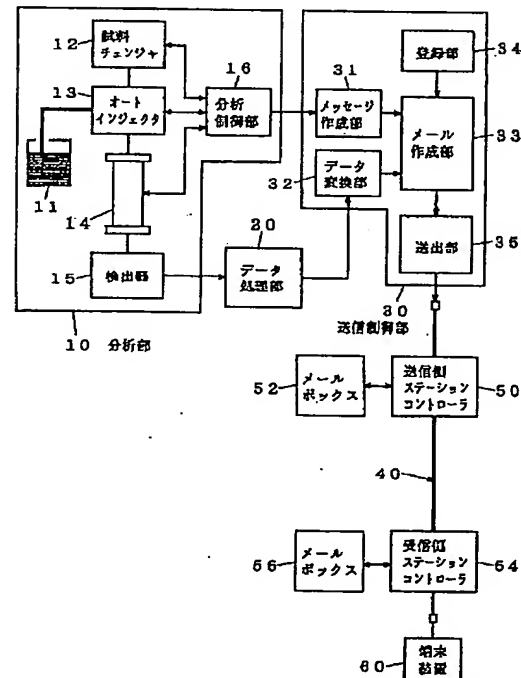 12
試料
チェンジャ
13
オート
インジェクタ
11
14
15
検出器
16
分析
制御部
10 分析部
20
データ
処理部
31
メッセージ
作成部
32
データ
変換部
登録部
34
メール
作成部
33
送出部
35
30
送信制御部
52
メール
ボックス
送信側
ステーション
コントローラ
50
40
56
メール
ボックス
受信側
ステーション
コントローラ
54
60
端末
装置